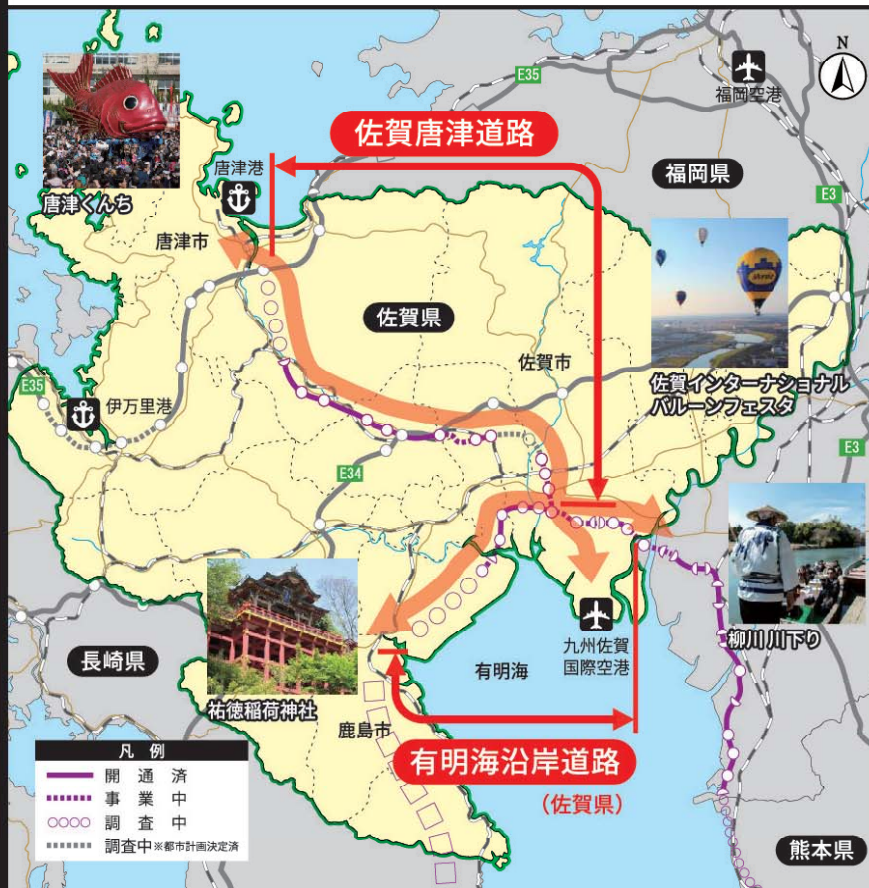 N
E35
福岡空港
佐賀唐津道路
唐津港
福岡県
唐津くんち
E3
唐津市
佐賀県
佐賀市
佐賀インターナショナル
バルーンフェスタ
E35
伊万里港
E34
E3
柳川 川下り
九州佐賀
国際空港
有明海
長崎県
祐徳稲荷神社
鹿島市
有明海沿岸道路
(佐賀県)
凡 例
開 通 済
事 業 中
調 査 中
調査中※都市計画決定済
熊本県